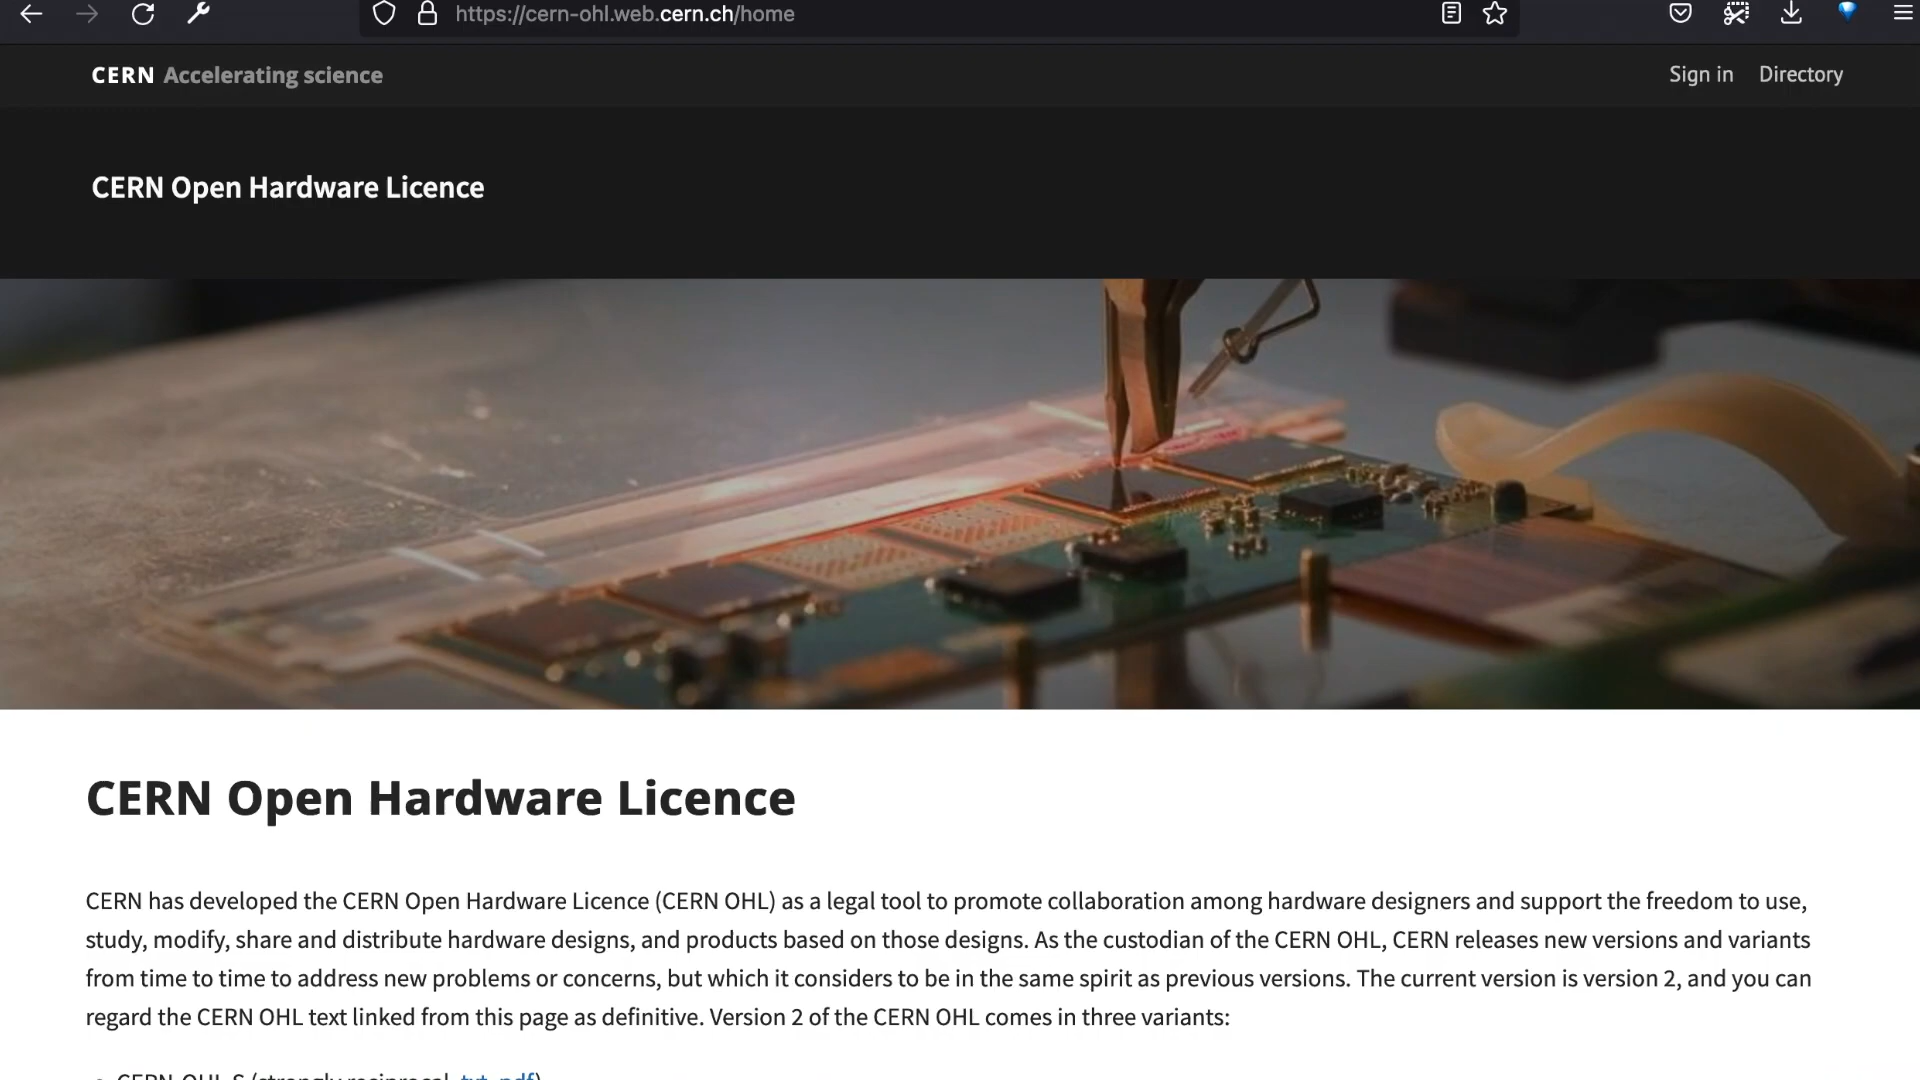 https://cern-ohl.web.cern.ch/home
CERN Accelerating science
Sign in Directory
CERN Open Hardware Licence
CERN Open Hardware Licence
CERN has developed the CERN Open Hardware Licence (CERN OHL) as a legal tool to promote collaboration among hardware designers and support the freedom to use,
study, modify, share and distribute hardware designs, and products based on those designs. As the custodian of the CERN OHL, CERN releases new versions and variants
from time to time to address new problems or concerns, but which it considers to be in the same spirit as previous versions. The current version is version 2, and you can
regard the CERN OHL text linked from this page as definitive. Version 2 of the CERN OHL comes in three variants:
CERN-OHL-S (strongly reciprocal, txt, pdf)